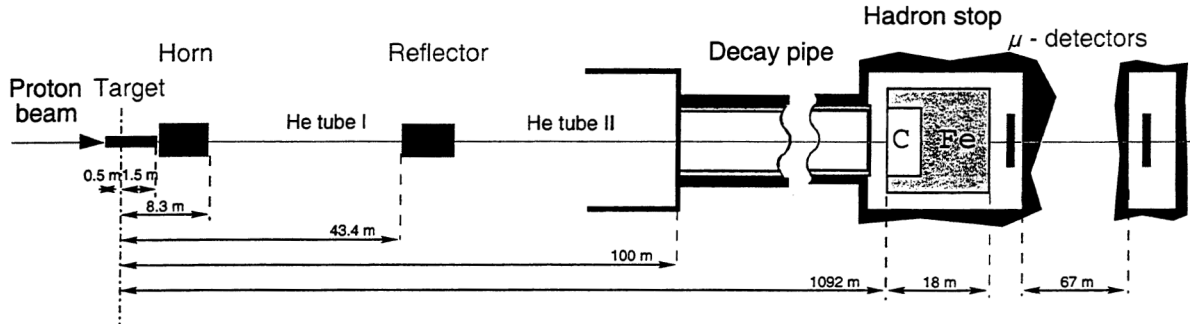 Hadron stop
μ - detectors
Horn
Reflector
Decay pipe
Proton
beam
Target
He tube I
He tube II
C
Fe
0.5 m
1.5 m
8.3 m
43.4 m
100 m
1092 m
18 m
67 m